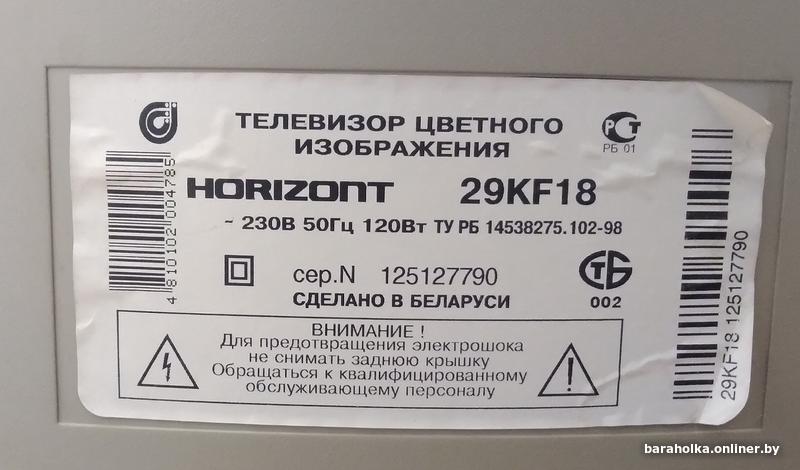 ТЕЛЕВИЗОР ЦВЕТНОГО
ИЗОБРАЖЕНИЯ
РСТ
РБ 01
HORIZONT 29KF18
~ 230В 50Гц 120Вт ТУ РБ 14538275.102-98
сер.N 125127790
СТБ
002
СДЕЛАНО В БЕЛАРУСИ
ВНИМАНИЕ !
Для предотвращения электрошока
не снимать заднюю крышку
Обращаться к квалифицированному
обслуживающему персоналу
4 810102 004785
29KF18 125127790
baraholka.onliner.by